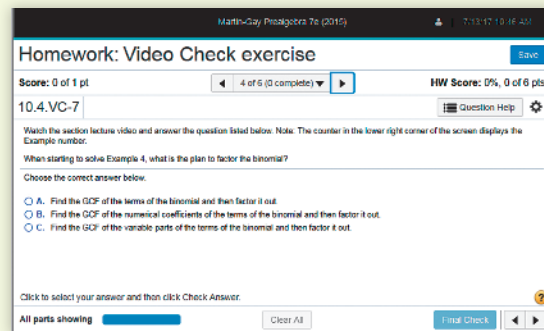 Martin-Gay Prealgebra 7e (2015)
7/13/17 10:46 AM
Homework: Video Check exercise
Save
Score: 0 of 1 pt
4 of 6 (0 complete)
HW Score: 0%, 0 of 6 pts
10.4.VC-7
Question Help
Watch the section lecture video and answer the question listed below. Note: The counter in the lower right corner of the screen displays the
Example number.
When starting to solve Example 4, what is the plan to factor the binomial?
Choose the correct answer below.
A. Find the GCF of the terms of the binomial and then factor it out.
B. Find the GCF of the numerical coefficients of the terms of the binomial and then factor it out.
C. Find the GCF of the variable parts of the terms of the binomial and then factor it out.
Click to select your answer and then click Check Answer.
?
All parts showing
Clear All
Final Check